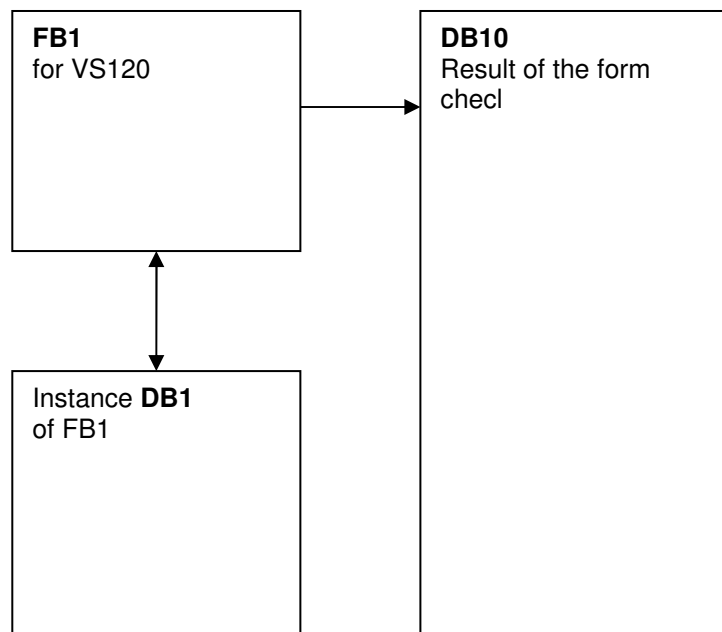 FB1
for VS120
DB10
Result of the form
checl
Instance DB1
of FB1